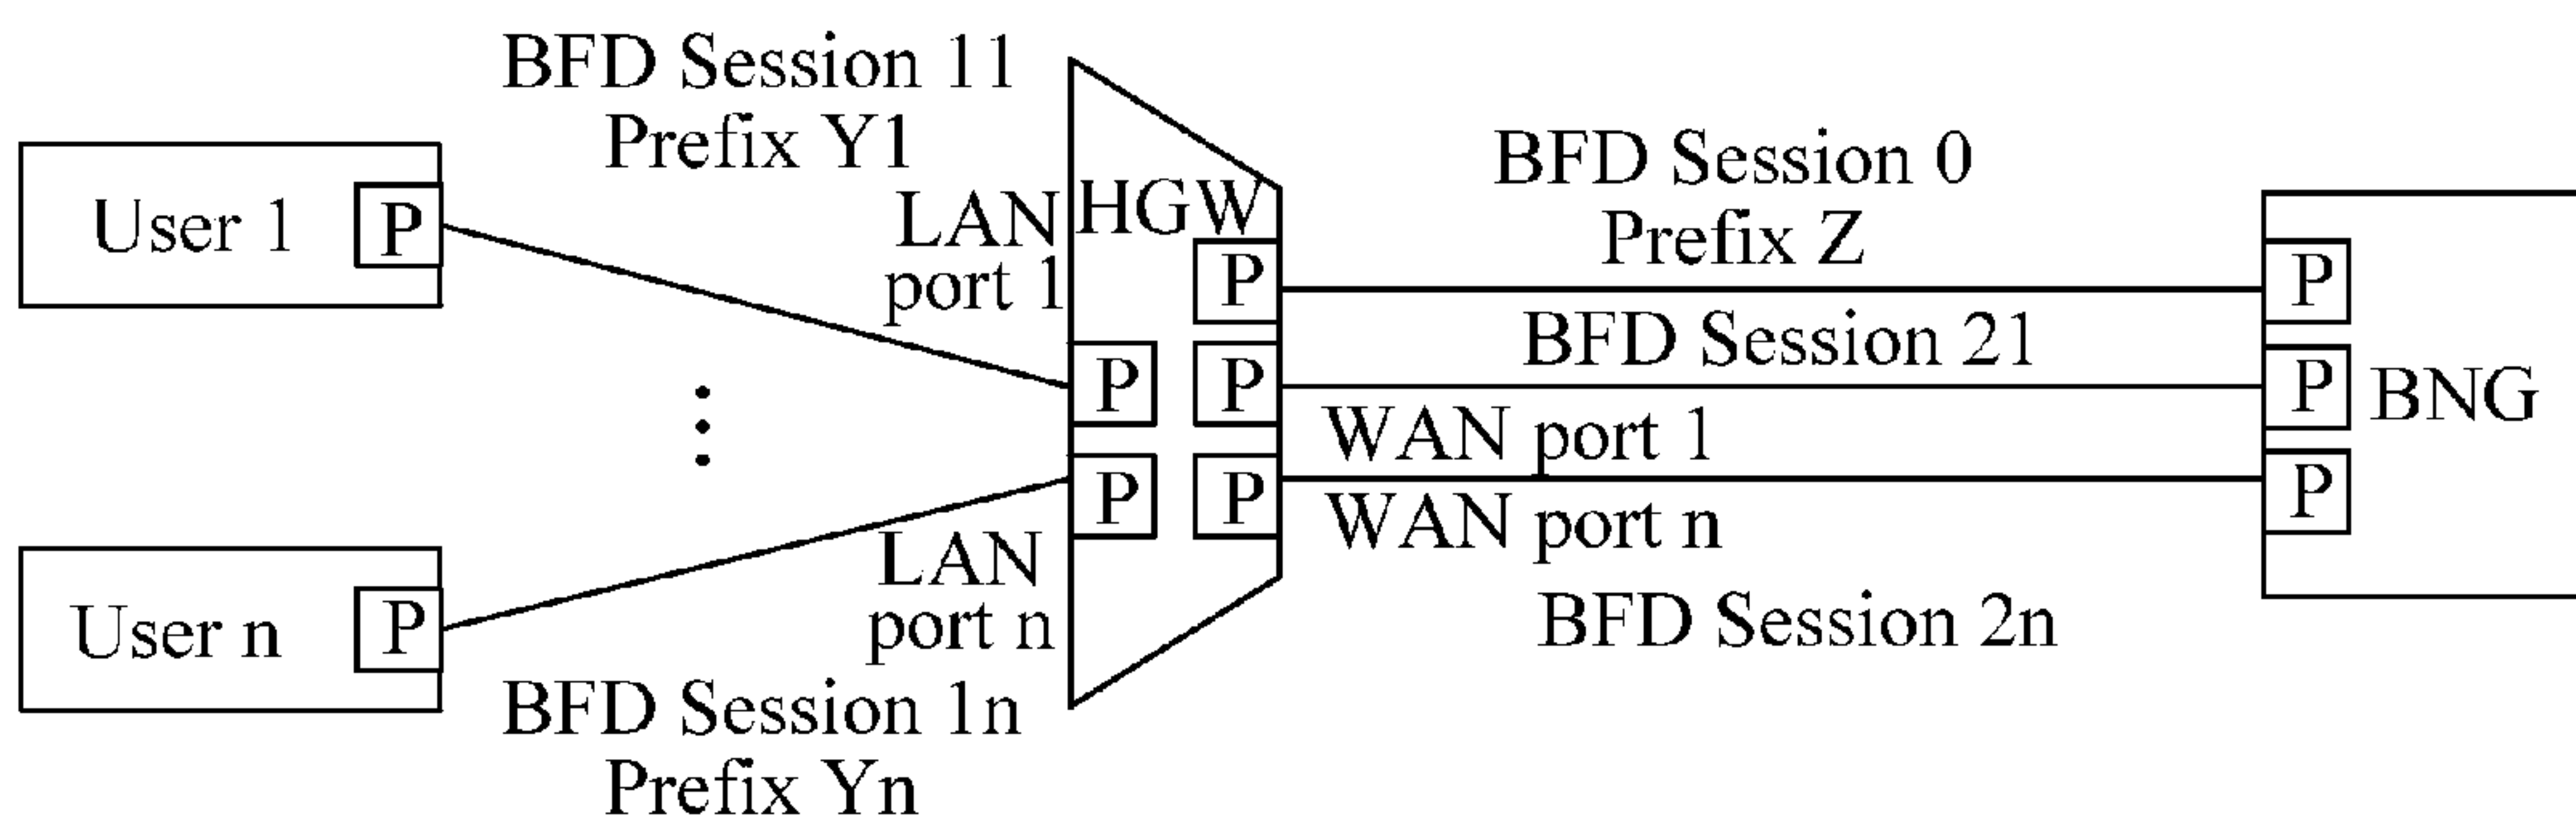 BFD Session 11
Prefix Y1
User 1
P
LAN
port 1
HGW
P
BFD Session 0
Prefix Z
P
BFD Session 21
P
P
P
BNG
WAN port 1
P
P
P
WAN port n
LAN
port n
User n
P
BFD Session 2n
BFD Session 1n
Prefix Yn